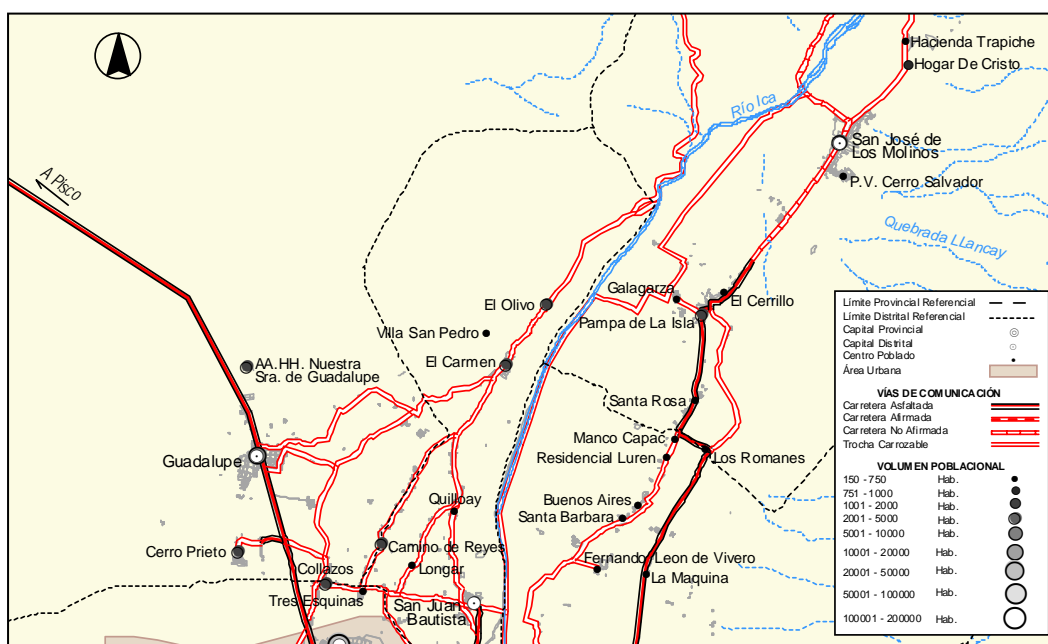 Hacienda Trapiche
Hogar De Cristo
Río Ica
San José de
Los Molinos
P.V. Cerro Salvador
A Pisco
Quebrada LLancay
Galagarza
El Cerrillo
El Olivo
Pampa de La Isla
Villa San Pedro
El Carmen
AA.HH. Nuestra
Sra. de Guadalupe
Santa Rosa
Manco Capac
Guadalupe
Residencial Luren
Los Romanes
Quilloay
Buenos Aires
Santa Barbara
Cerro Prieto
Camino de Reyes
Fernando Leon de Vivero
Collazos
Longar
La Maquina
Tres Esquinas
San Juan
Bautista
Límite Provincial Referencial
Límite Distrital Referencial
Capital Provincial
Capital Distrital
Centro Poblado
Área Urbana
VÍAS DE COMUNICACIÓN
Carretera Asfaltada
Carretera Afirmada
Carretera No Afirmada
Trocha Carrozable
VOLUMEN POBLACIONAL
150 - 750 Hab.
751 - 1000 Hab.
1001 - 2000 Hab.
2001 - 5000 Hab.
5001 - 10000 Hab.
10001 - 20000 Hab.
20001 - 50000 Hab.
50001 - 100000 Hab.
100001 - 200000 Hab.